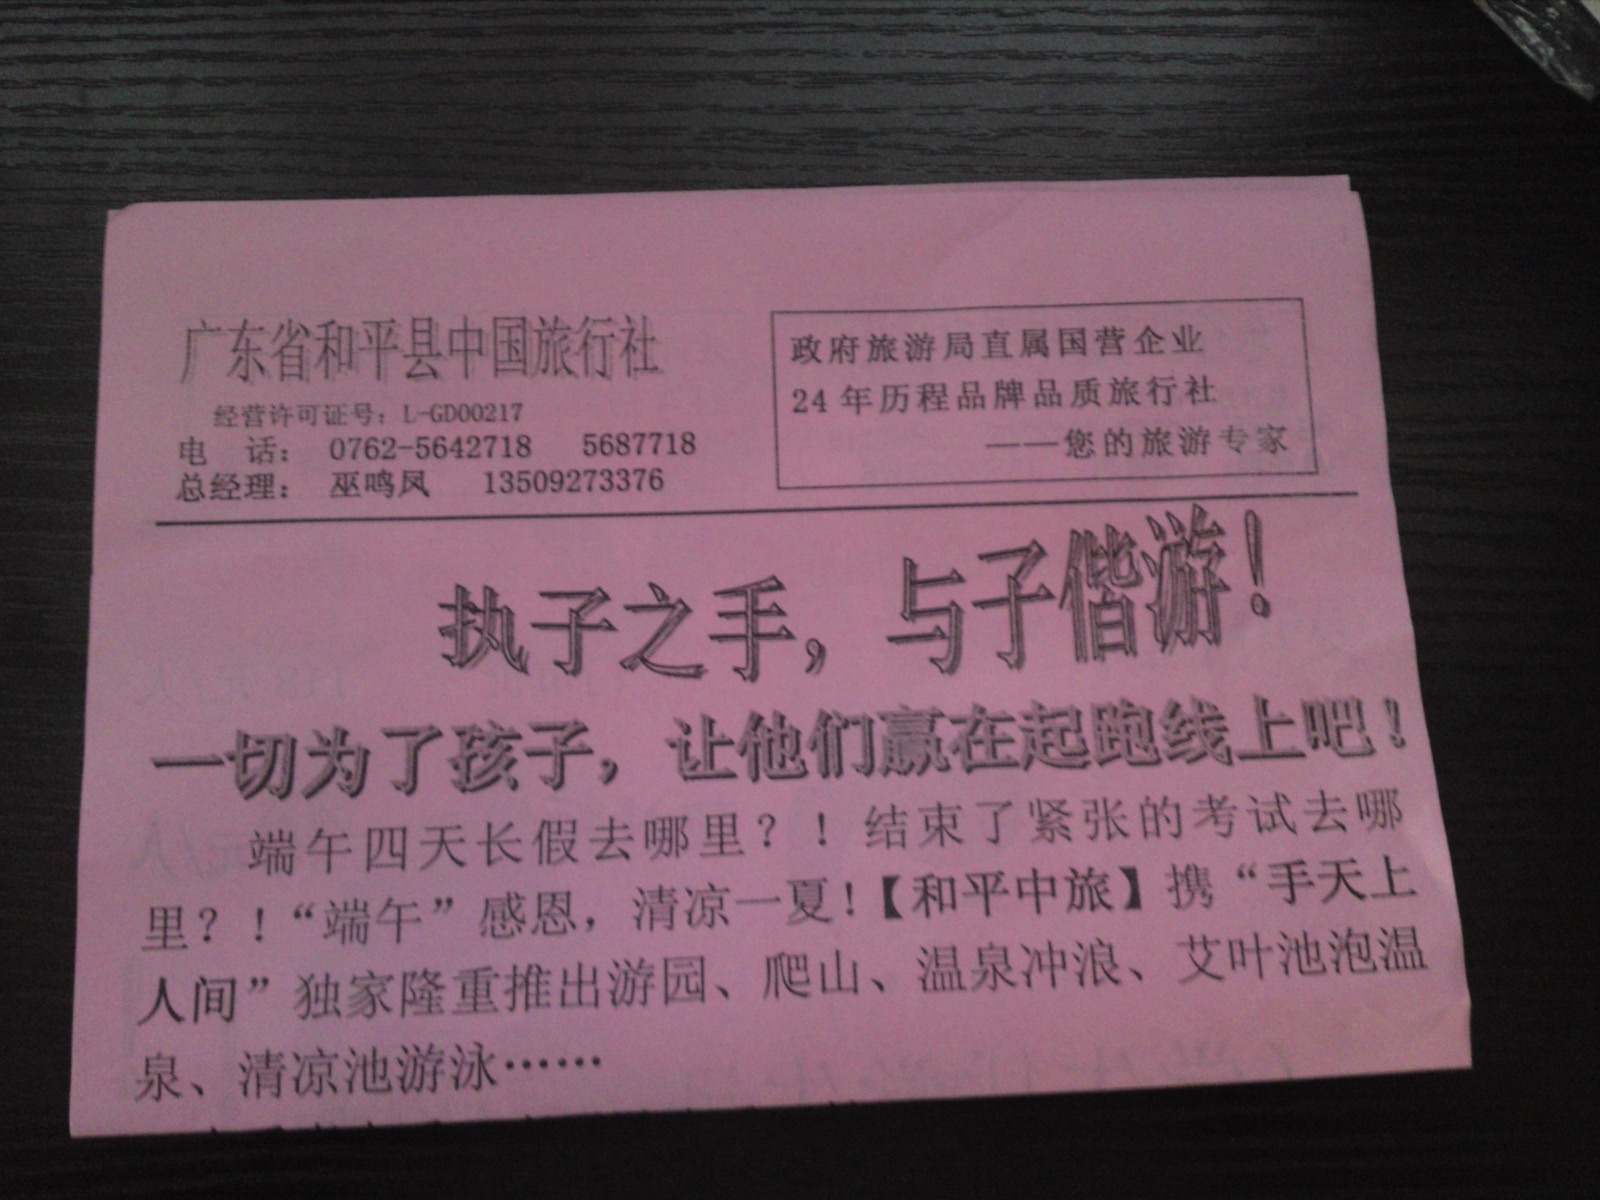 广东省和平县中国旅行社
经营许可证号：L-GD00217
电 话： 0762-5642718 5687718
总经理： 巫鸣凤 13509273376
政府旅游局直属国营企业
24年历程品牌品质旅行社
——您的旅游专家
执子之手，与子偕游！
一切为了孩子，让他们赢在起跑线上吧！
端午四天长假去哪里？！结束了紧张的考试去哪
里？！“端午”感恩，清凉一夏！【和平中旅】携“手天上
人间”独家隆重推出游园、爬山、温泉冲浪、艾叶池泡温
泉、清凉池游泳……